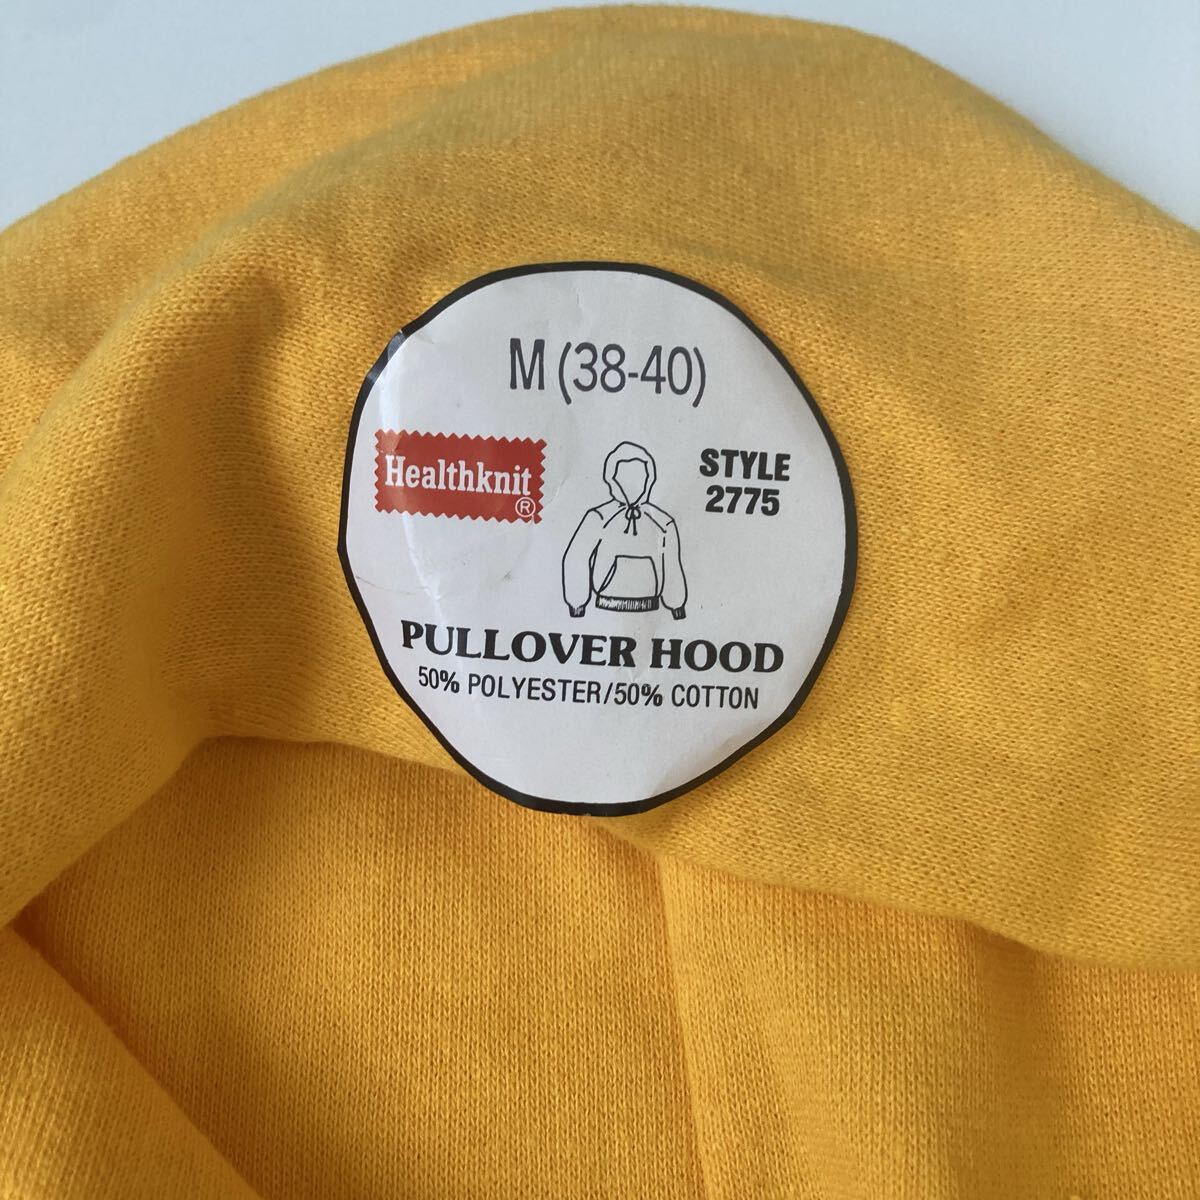 M (38-40)
Healthknit®
STYLE
2775
PULLOVER HOOD
50% POLYESTER/50% COTTON